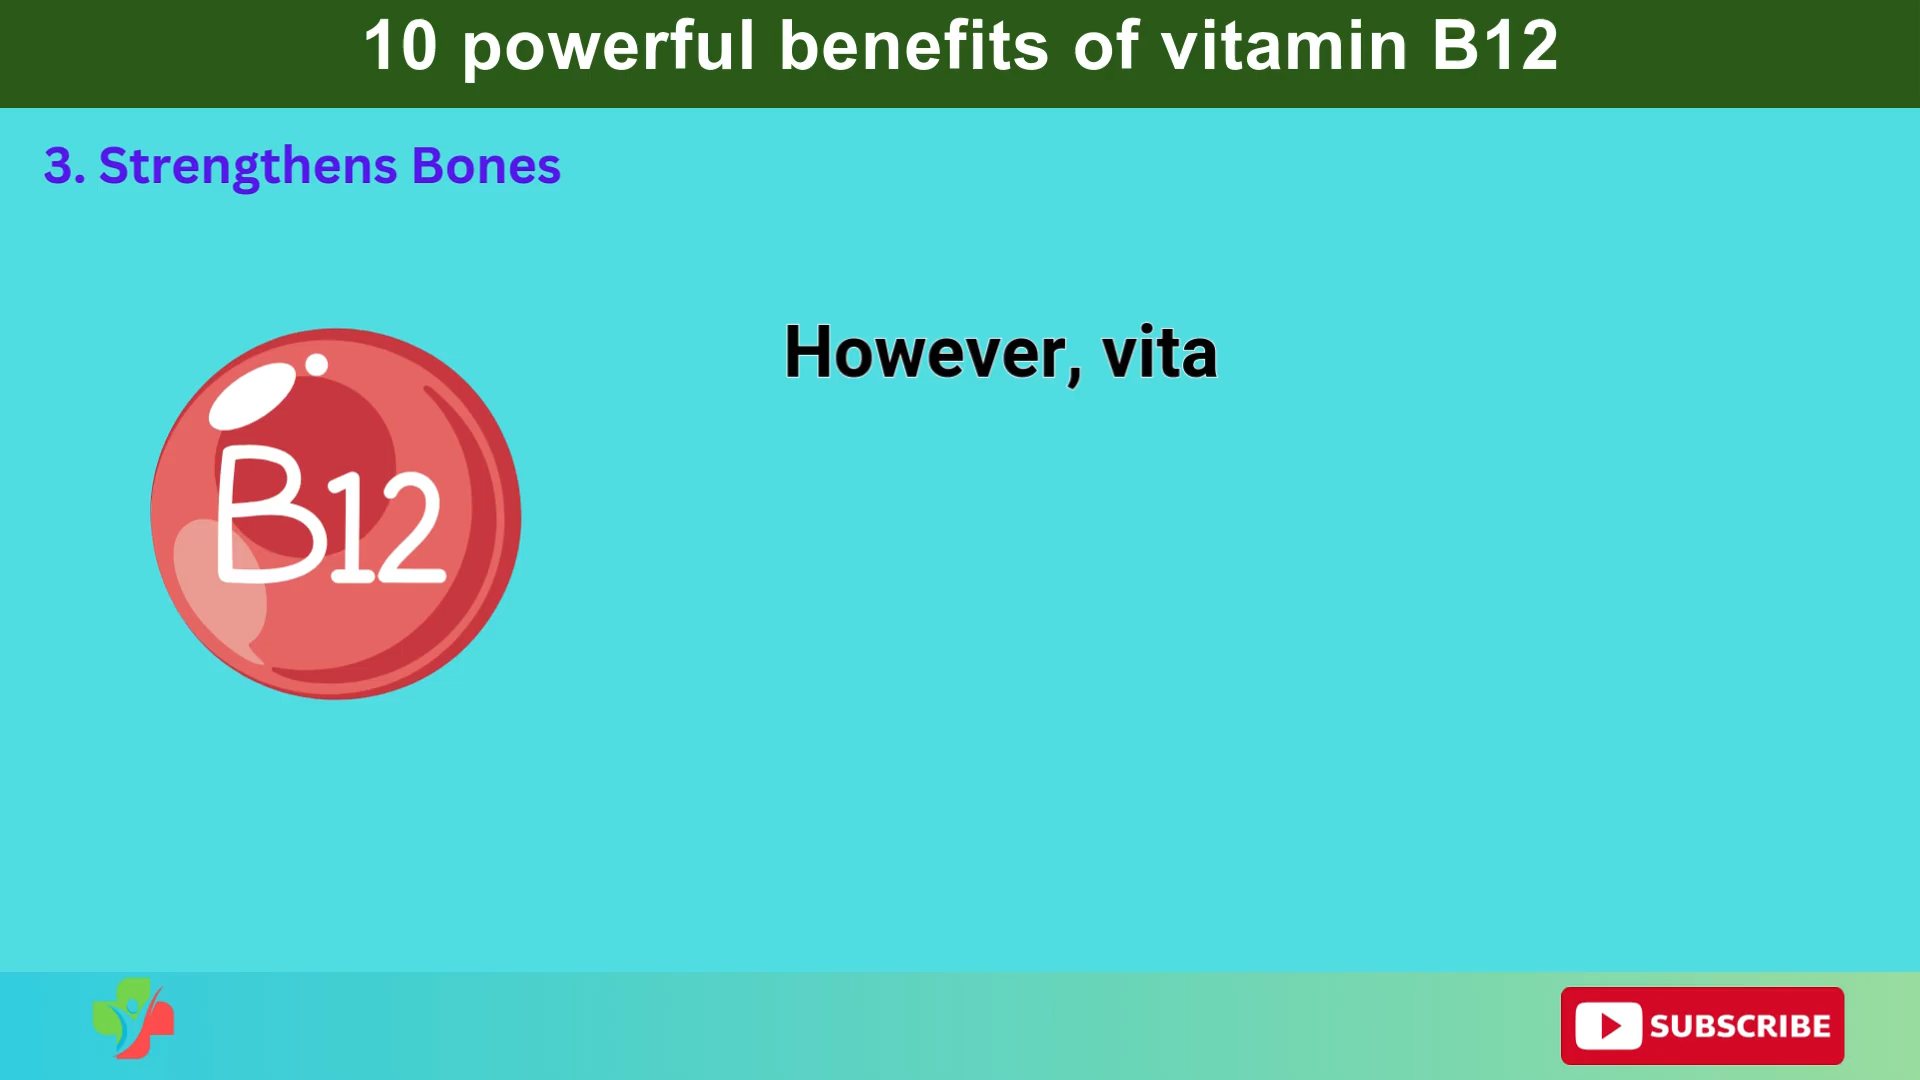 10 powerful benefits of vitamin B12
3. Strengthens Bones
However, vita
B12
SUBSCRIBE